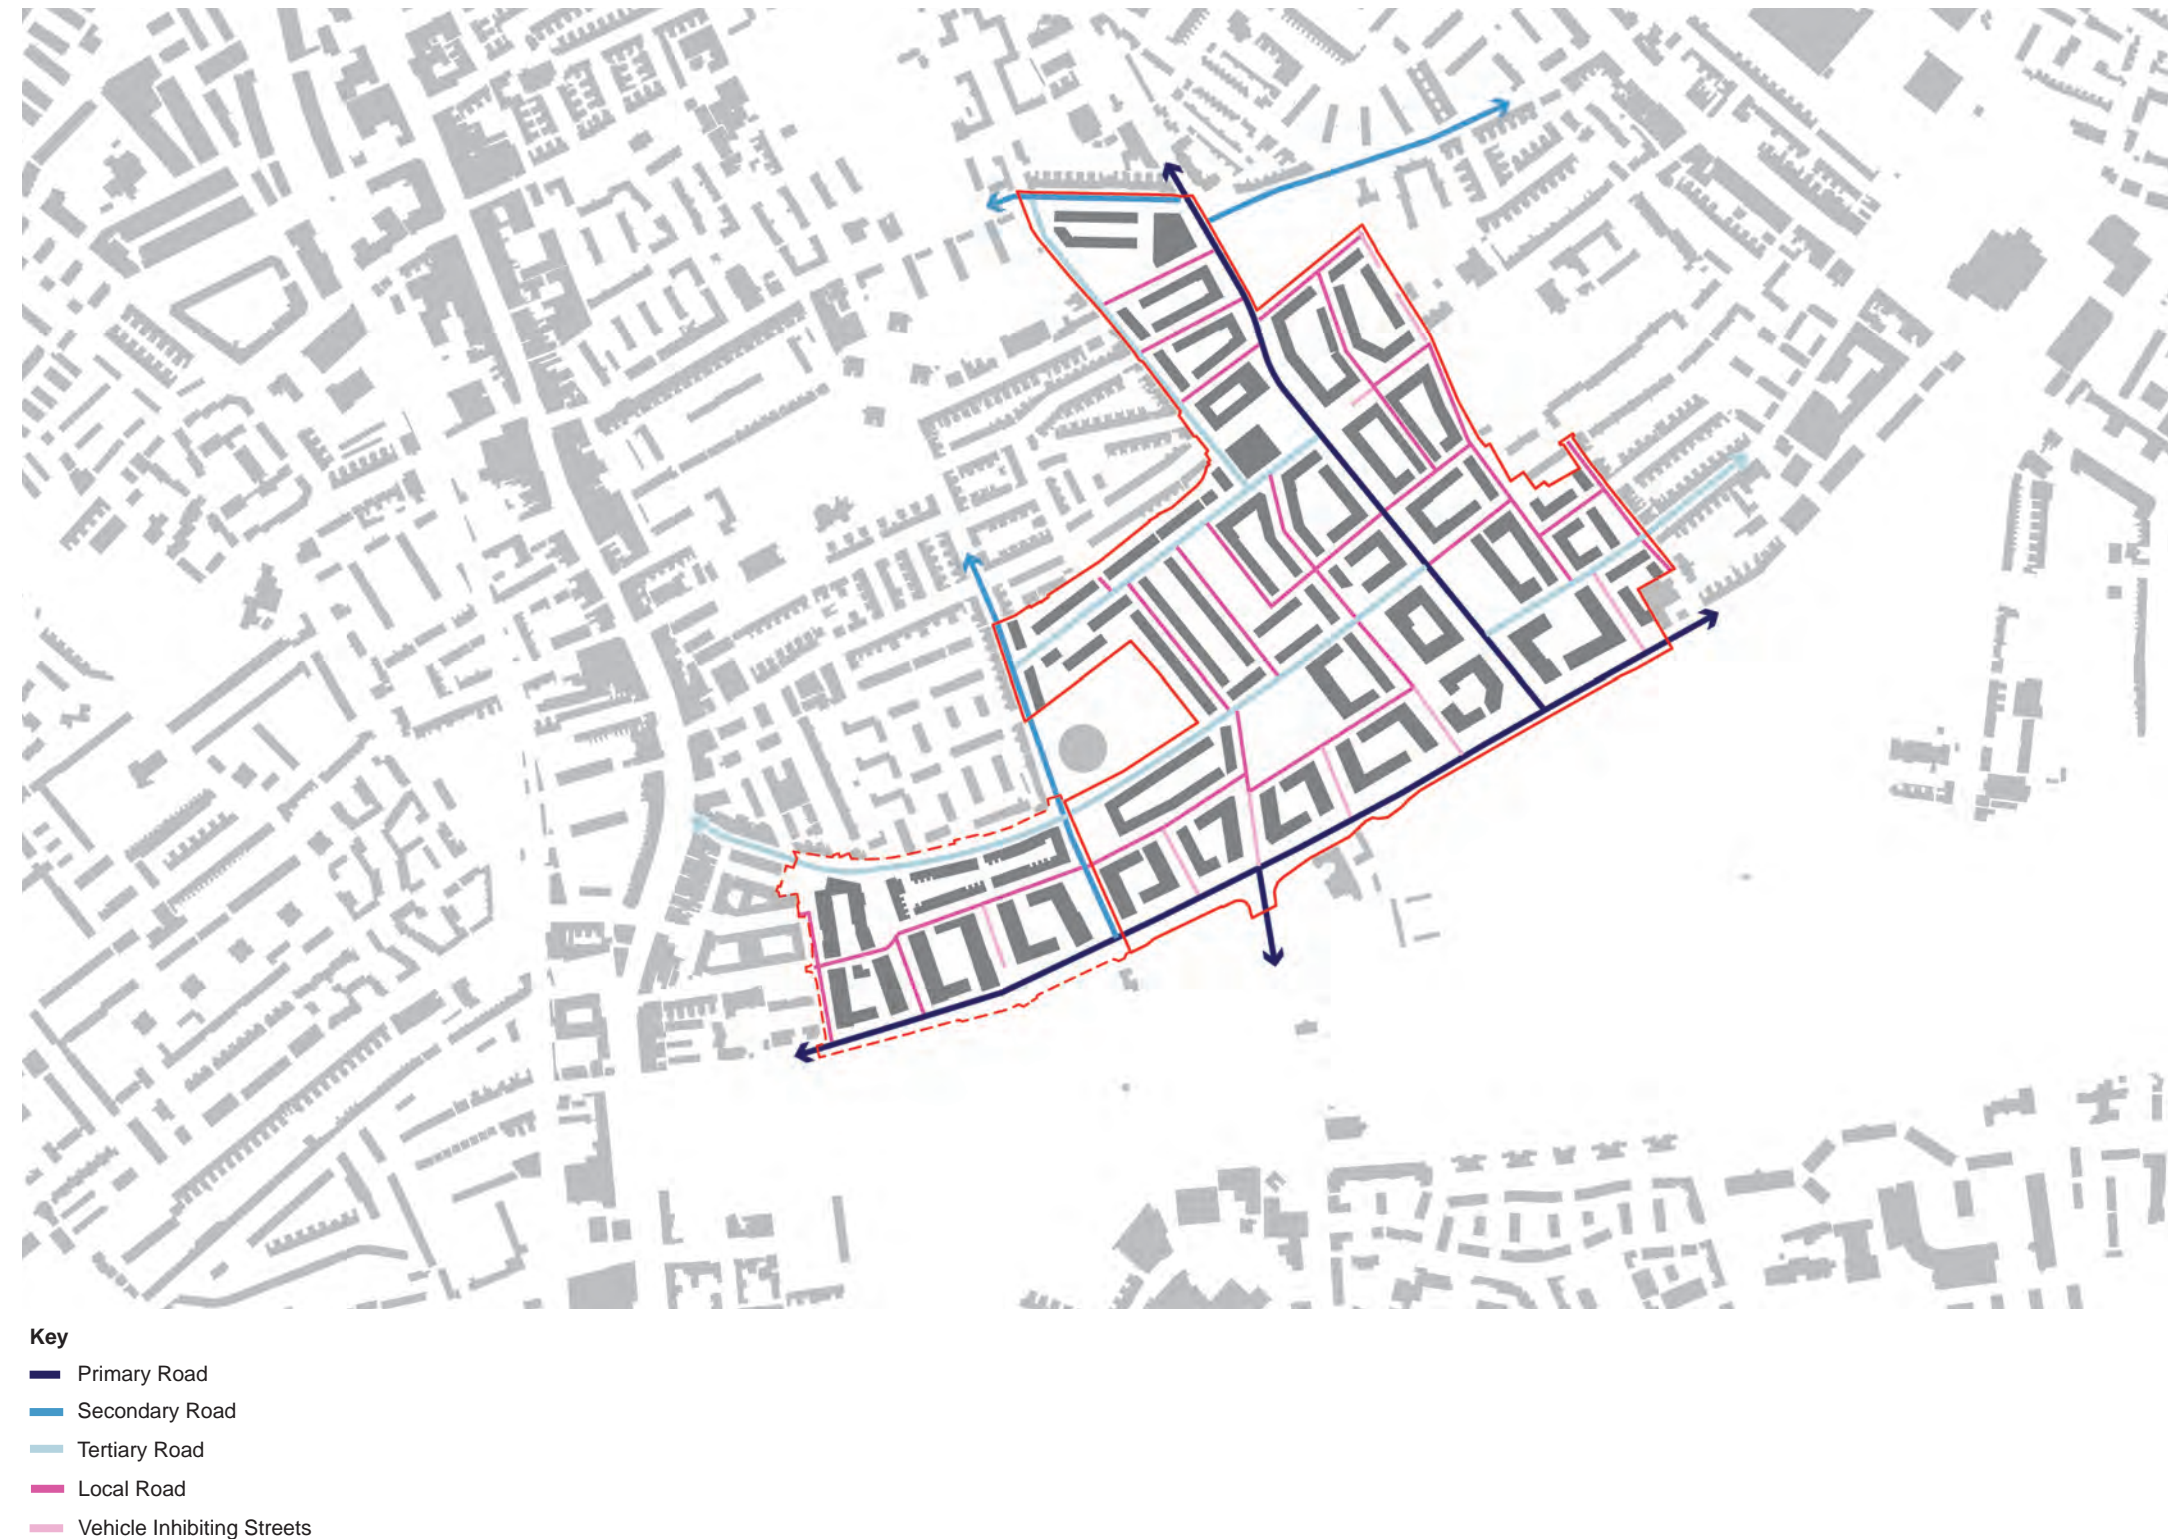 Key
Primary Road
Secondary Road
Tertiary Road
Local Road
Vehicle Inhibiting Streets